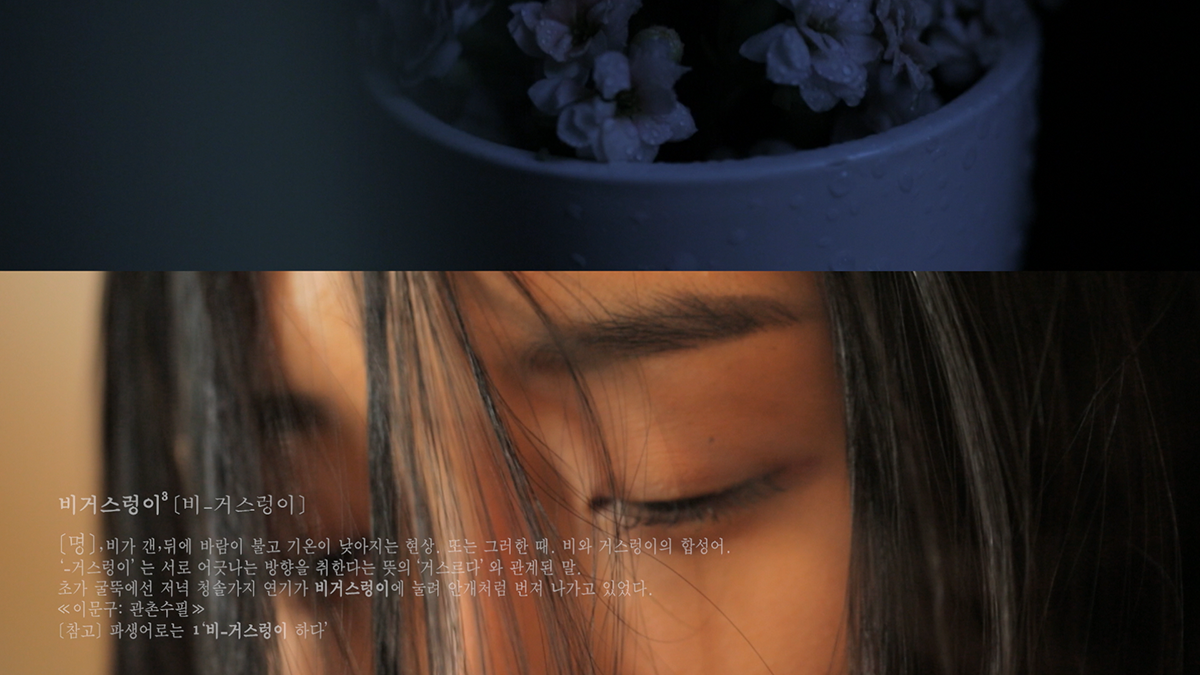 비거스렁이³[비-거스렁이]
[명],비가 갠,뒤에 바람이 불고 기온이 낮아지는 현상. 또는 그러한 때. 비와 거스렁이의 합성어.
‘-거스렁이’ 는 서로 어긋나는 방향을 취한다는 뜻의 ‘거스르다’ 와 관계된 말.
초가 굴뚝에선 저녁 청솔가지 연기가 비거스렁이에 눌려 안개처럼 번져 나가고 있었다.
≪이문구: 관촌수필≫
[참고] 파생어로는 1‘비-거스렁이 하다’